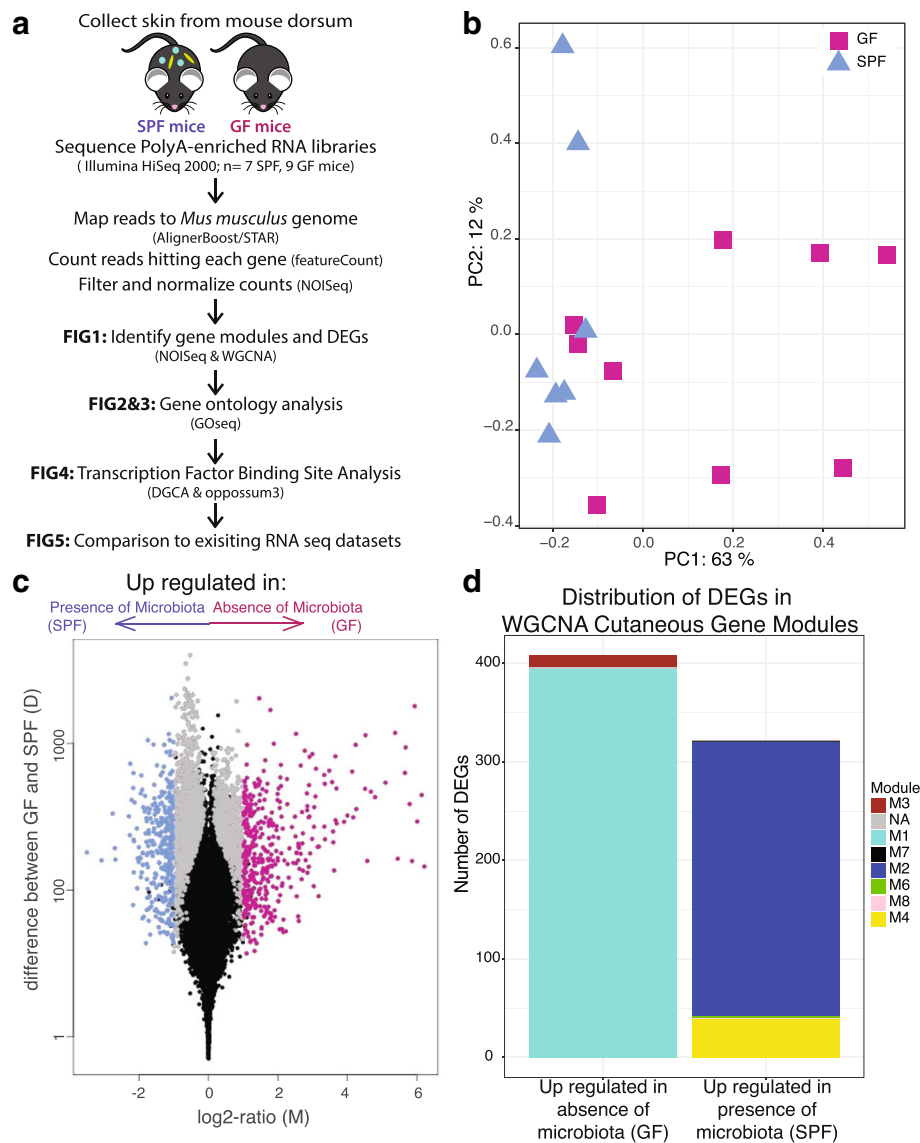 a
Collect skin from mouse dorsum
SPF mice
GF mice
Sequence PolyA-enriched RNA libraries
( Illumina HiSeq 2000; n= 7 SPF, 9 GF mice)
Map reads to Mus musculus genome
(AlignerBoost/STAR)
Count reads hitting each gene (featureCount)
Filter and normalize counts (NOISeq)
FIG1: Identify gene modules and DEGs
(NOISeq & WGCNA)
FIG2&3: Gene ontology analysis
(GOseq)
FIG4: Transcription Factor Binding Site Analysis
(DGCA & oppossum3)
FIG5: Comparison to exisiting RNA seq datasets
b
GF
SPF
PC2: 12 %
0.6
0.4
0.2
0.0
−0.2
−0.4
−0.2
0.0
0.2
0.4
PC1: 63 %
c
Up regulated in:
Presence of Microbiota
(SPF)
Absence of Microbiota
(GF)
difference between GF and SPF (D)
1000
100
1
-2
0
2
4
6
log2-ratio (M)
d
Distribution of DEGs in
WGCNA Cutaneous Gene Modules
Number of DEGs
400
300
200
100
0
Up regulated in
absence of
microbiota (GF)
Up regulated in
presence of
microbiota (SPF)
Module
M3
NA
M1
M7
M2
M6
M8
M4